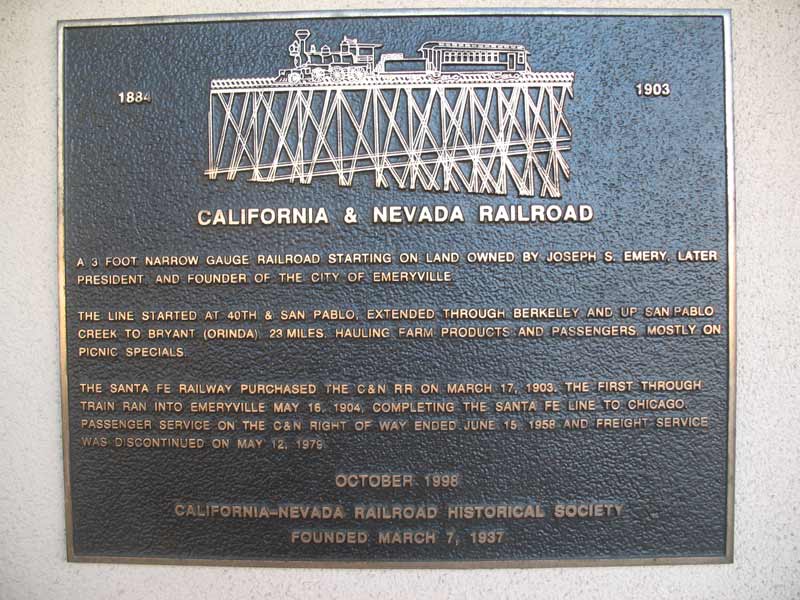 1884
1903
CALIFORNIA & NEVADA RAILROAD
A 3 FOOT NARROW GAUGE RAILROAD STARTING ON LAND OWNED BY JOSEPH S. EMERY, LATER
PRESIDENT AND FOUNDER OF THE CITY OF EMERYVILLE.
THE LINE STARTED AT 40TH & SAN PABLO, EXTENDED THROUGH BERKELEY AND UP SAN PABLO
CREEK TO BRYANT (ORINDA), 23 MILES, HAULING FARM PRODUCTS AND PASSENGERS, MOSTLY ON
PICNIC SPECIALS.
THE SANTA FE RAILWAY PURCHASED THE C&N RR ON MARCH 17, 1903. THE FIRST THROUGH
TRAIN RAN INTO EMERYVILLE MAY 16, 1904, COMPLETING THE SANTA FE LINE TO CHICAGO.
PASSENGER SERVICE ON THE C&N RIGHT OF WAY ENDED JUNE 15, 1958 AND FREIGHT SERVICE
WAS DISCONTINUED ON MAY 12, 1979.
OCTOBER 1998
CALIFORNIA-NEVADA RAILROAD HISTORICAL SOCIETY
FOUNDED MARCH 7, 1937